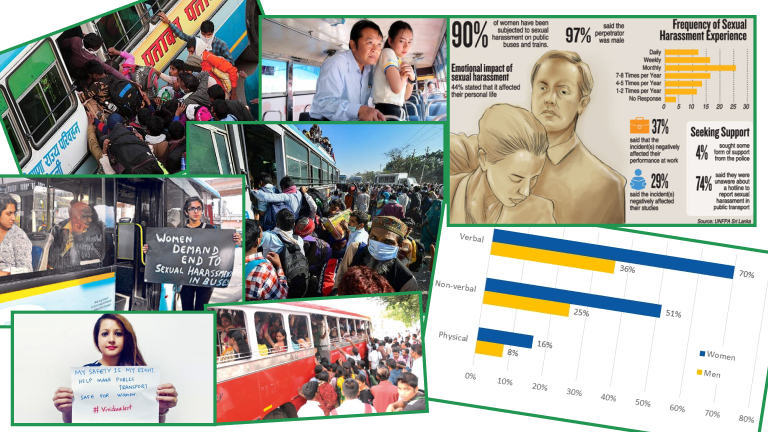 राज्य परिवहन
90%
of women have been
subjected to sexual
harassment on public
buses and trains.
97%
said the
perpetrator
was male
Emotional impact of
sexual harassment
44% stated that it affected
their personal life
Frequency of Sexual
Harassment Experience
Daily
Weekly
Monthly
7-8 Times per Year
4-5 Times per Year
1-2 Times per Year
No Response
0 5 10 15 20 25 30
37%
said that the
incident(s) negatively
affected their
performance at work
29%
said the incident(s)
negatively affected
their studies
Seeking Support
4%
sought some
form of support
from the police
74%
said they were
unaware about
a hotline to
report sexual
harassment in
public transport
Source: UNFPA Sri Lanka
WOMEN
DEMAND
END TO
SEXUAL HARASSMENT
IN BUSES
MY SAFETY IS MY RIGHT
HELP MAKE PUBLIC
TRANSPORT
SAFE FOR WOMEN.
Verbal
70%
36%
Non-verbal
51%
25%
Physical
16%
8%
Women
Men
0% 10% 20% 30% 40% 50% 60% 70% 80%